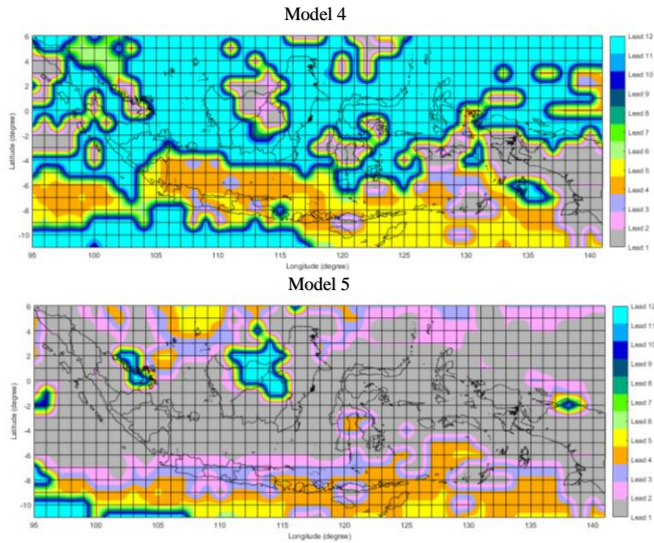 Model 4
6
4
2
0
-2
-4
-6
-8
-10
Latitude (degree)
95 100 105 110 115 120 125 130 135 140
Longitude (degree)
Lead 12
Lead 11
Lead 10
Lead 9
Lead 8
Lead 7
Lead 6
Lead 5
Lead 4
Lead 3
Lead 2
Lead 1
Model 5
6
4
2
0
-2
-4
-6
-8
-10
Latitude (degree)
95 100 105 110 115 120 125 130 135 140
Longitude (degree)
Lead 12
Lead 11
Lead 10
Lead 9
Lead 8
Lead 7
Lead 6
Lead 5
Lead 4
Lead 3
Lead 2
Lead 1